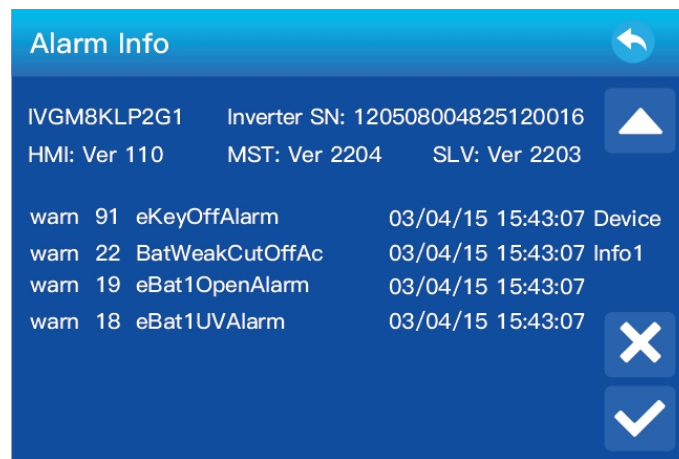 Alarm Info
IVGM8KLP2G1 Inverter SN: 120508004825120016
HMI: Ver 110 MST: Ver 2204 SLV: Ver 2203
warn 91 eKeyOffAlarm 03/04/15 15:43:07 Device
warn 22 BatWeakCutOffAc 03/04/15 15:43:07 Info1
warn 19 eBat1OpenAlarm 03/04/15 15:43:07
warn 18 eBat1UVAlarm 03/04/15 15:43:07